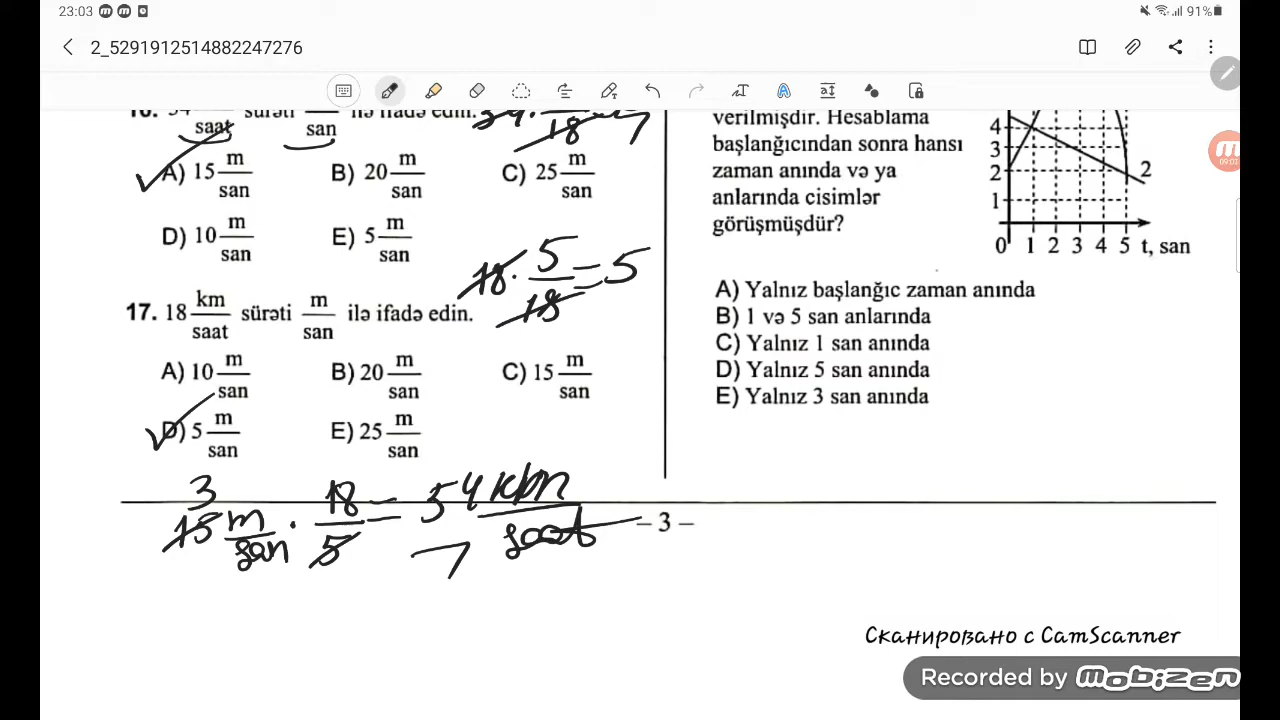 23:03
91%
2_5291912514882247276
16. 54
saat sürəti san ilə ifadə edin.
18
A) 15 m/san B) 20 m/san C) 25 m/san
D) 10 m/san E) 5 m/san
18 · 5/18 = 5
17. 18 km/saat sürəti m/san ilə ifadə edin.
A) 10 m/san B) 20 m/san C) 15 m/san
D) 5 m/san E) 25 m/san
3
15 m/san · 18/5 = 54 km/saat
– 3 –
verilmişdir. Hesablama
başlanğıcından sonra hansı
zaman anında və ya
anlarında cisimlər
görüşmüşdür?
4
3
2
1
2
0 1 2 3 4 5 t, san
A) Yalnız başlanğıc zaman anında
B) 1 və 5 san anlarında
C) Yalnız 1 san anında
D) Yalnız 5 san anında
E) Yalnız 3 san anında
09:01
Сканировано с CamScanner
Recorded by mobizen